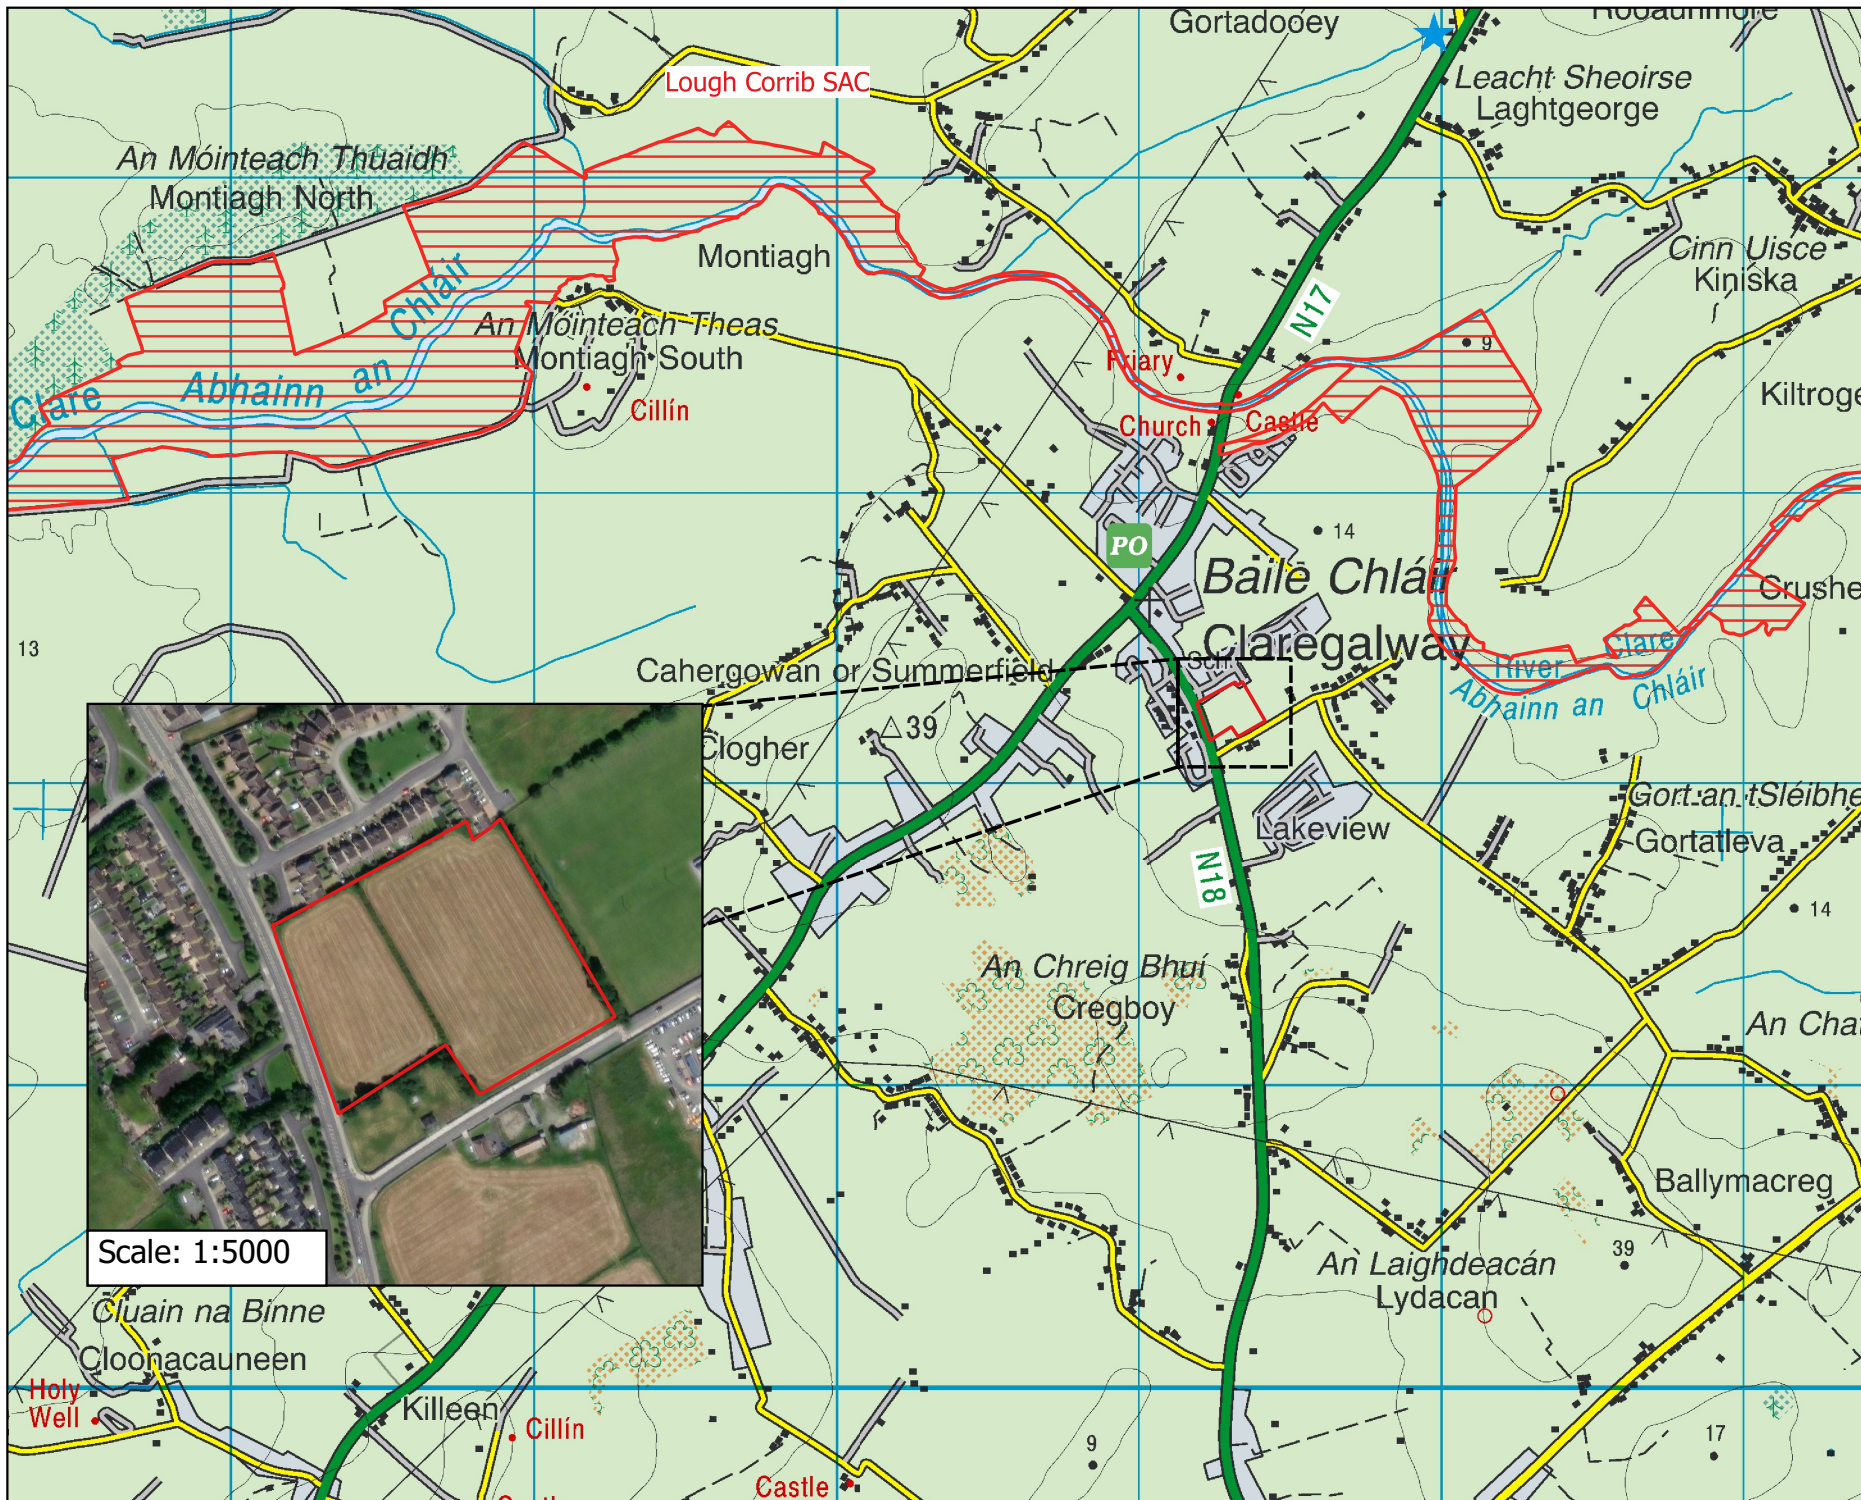 Gortadooey
Lough Corrib SAC
Leacht Sheoirse
Laghtgeorge
An Móinteach Thuaidh
Montiagh North
Montiagh
Cinn Uisce
Kiniska
N17
An Móinteach Theas
Montiagh South
Abhainn an Chláir
Clare
Cillín
Friary
Church
Castle
9
Kiltroge
14
PO
Baile Chláir
Claregalway
Crushe
13
Cahergowan or Summerfield
Sch
River Clare
Abhainn an Chláir
39
Clogher
Gort an tSléibhe
Gortatleva
Lakeview
N18
14
An Chreig Bhuí
Cregboy
An Chat
Ballymacreg
39
An Laighdeacán
Lydacan
Scale: 1:5000
Cluain na Binne
Cloonacauneen
Holy
Well
Killeen
Cillín
9
17
Castle